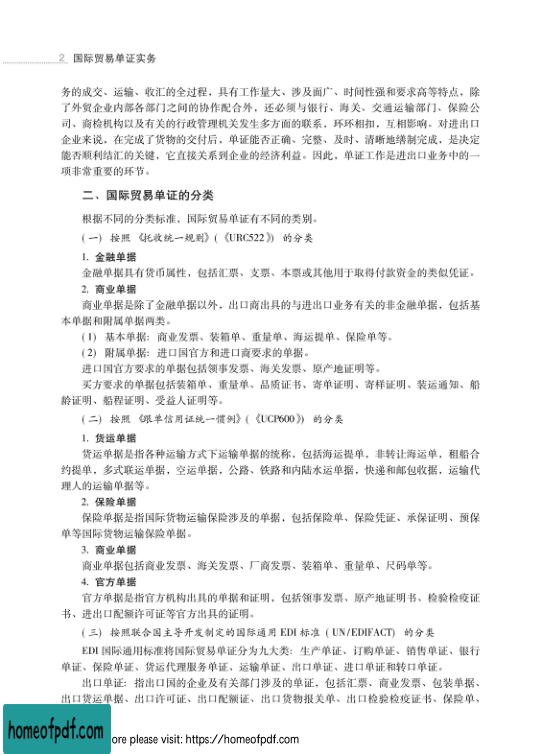 2 国际贸易单证实务
务的成交、运输、收汇的全过程，具有工作量大、涉及面广、时间性强和要求高等特点，除
了外贸企业内部各部门之间的协作配合外，还必须与银行、海关、交通运输部门、保险公
司、商检机构以及有关的行政管理机关发生多方面的联系，环环相扣，互相影响。对进出口
企业来说，在完成了货物的交付后，单证能否正确、完整、及时、清晰地缮制完成，是决定
能否顺利结汇的关键，它直接关系到企业的经济利益。因此，单证工作是进出口业务中的一
项非常重要的环节。
二、国际贸易单证的分类
根据不同的分类标准，国际贸易单证有不同的类别。
(一) 按照《托收统一规则》(《URC522》) 的分类
1. 金融单据
金融单据具有货币属性，包括汇票、支票、本票或其他用于取得付款资金的类似凭证。
2. 商业单据
商业单据是除了金融单据以外，出口商出具的与进出口业务有关的非金融单据，包括基
本单据和附属单据两类。
(1) 基本单据：商业发票、装箱单、重量单、海运提单、保险单等。
(2) 附属单据：进口国官方和进口商要求的单据。
进口国官方要求的单据包括领事发票、海关发票、原产地证明等。
买方要求的单据包括装箱单、重量单、品质证书、寄单证明、寄样证明、装运通知、船
龄证明、船程证明、受益人证明等。
(二) 按照《跟单信用证统一惯例》(《UCP600》) 的分类
1. 货运单据
货运单据是指各种运输方式下运输单据的统称，包括海运提单，非转让海运单，租船合
约提单，多式联运单据，空运单据，公路、铁路和内陆水运单据，快递和邮包收据，运输代
理人的运输单据等。
2. 保险单据
保险单据是指国际货物运输保险涉及的单据，包括保险单、保险凭证、承保证明、预保
单等国际货物运输保险单据。
3. 商业单据
商业单据包括商业发票、海关发票、厂商发票、装箱单、重量单、尺码单等。
4. 官方单据
官方单据是指官方机构出具的单据和证明，包括领事发票、原产地证明书、检验检疫证
书、进出口配额许可证等官方出具的证明。
(三) 按照联合国主导开发制定的国际通用 EDI 标准 (UN/EDIFACT) 的分类
EDI 国际通用标准将国际贸易单证分为九大类：生产单证、订购单证、销售单证、银行
单证、保险单证、货运代理服务单证、运输单证、出口单证、进口单证和转口单证。
出口单证：指出口国的企业及有关部门涉及的单证，包括汇票、商业发票、包装单据、
出口货运单据、出口许可证、出口配额证、出口货物报关单、出口检验检疫证书、保险单、
homeofpdf.com
ore please visit: https://homeofpdf.com